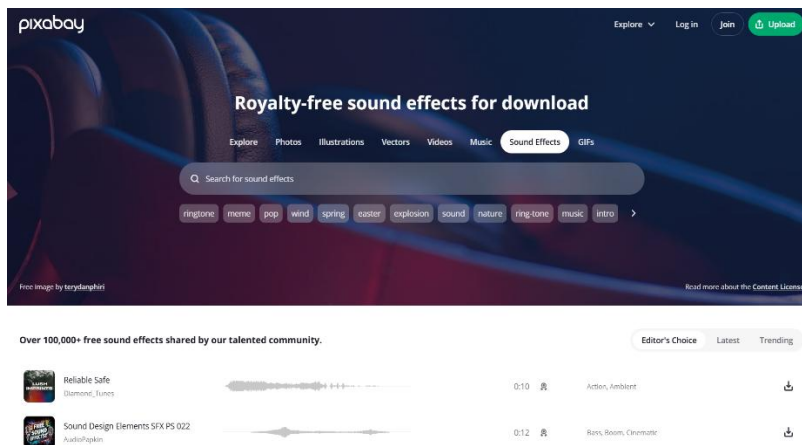 pixabay
Explore Log in Join Upload
Royalty-free sound effects for download
Explore Photos Illustrations Vectors Videos Music Sound Effects GIFs
Search for sound effects
ringtone meme pop wind spring easter explosion sound nature ring-tone music intro
Free image by terydanphiri Read more about the Content License
Over 100,000+ free sound effects shared by our talented community. Editor's Choice Latest Trending
Reliable Safe
Diamond_Tunes
0:10 Action, Ambient
Sound Design Elements SFX PS 022
AudioPapkin
0:12 Bass, Boom, Cinematic